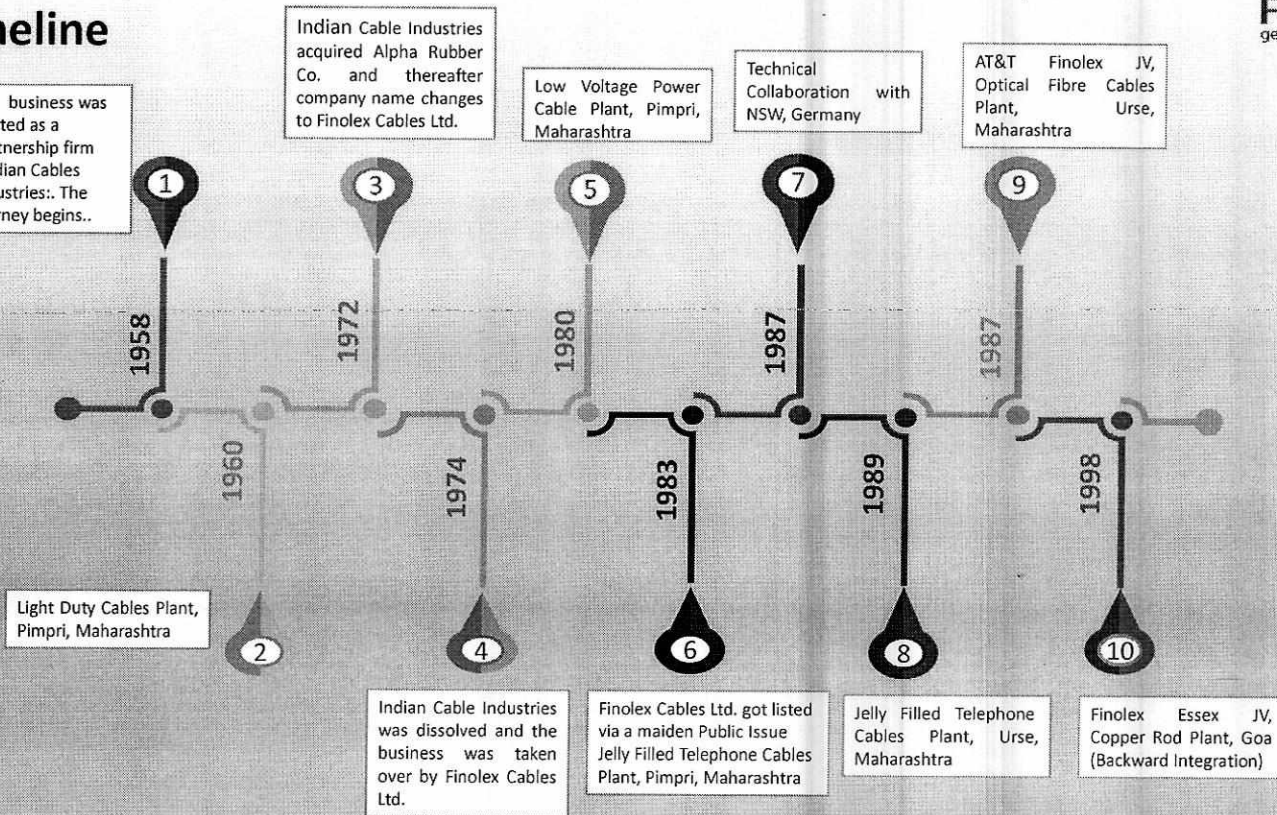 neline
ge
business was
ted as a
tnership firm
dian Cables
ustries:. The
rney begins..
1
1958
Light Duty Cables Plant,
Pimpri, Maharashtra
2
1960
Indian Cable Industries
acquired Alpha Rubber
Co. and thereafter
company name changes
to Finolex Cables Ltd.
3
1972
Indian Cable Industries
was dissolved and the
business was taken
over by Finolex Cables
Ltd.
4
1974
Low Voltage Power
Cable Plant, Pimpri,
Maharashtra
5
1980
Finolex Cables Ltd. got listed
via a maiden Public Issue
Jelly Filled Telephone Cables
Plant, Pimpri, Maharashtra
6
1983
Technical
Collaboration with
NSW, Germany
7
1987
Jelly Filled Telephone
Cables Plant, Urse,
Maharashtra
8
1989
AT&T Finolex JV,
Optical Fibre Cables
Plant, Urse,
Maharashtra
9
1987
Finolex Essex JV,
Copper Rod Plant, Goa
(Backward Integration)
10
1998